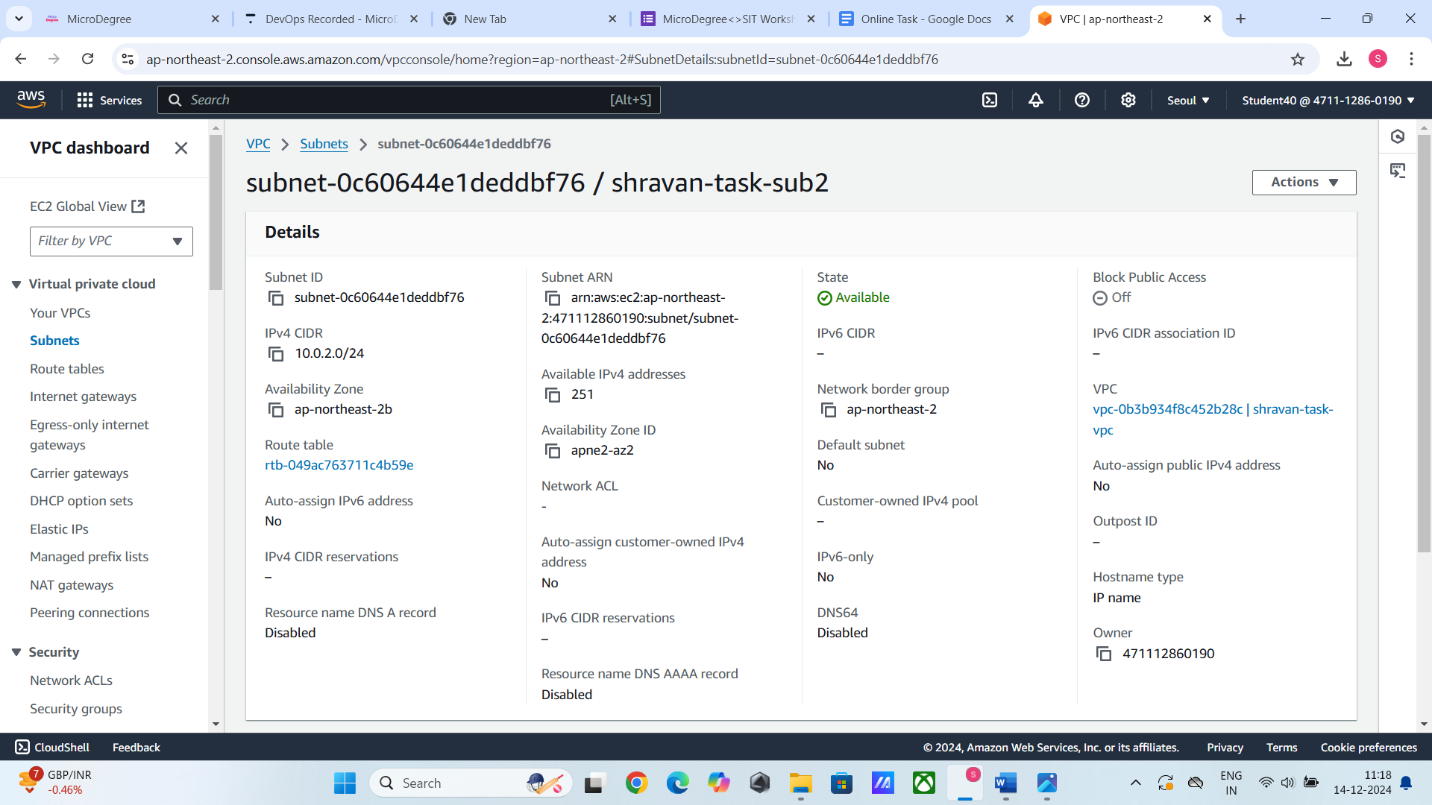 MicroDegree
DevOps Recorded - MicroD
New Tab
MicroDegree<>SIT Worksh
Online Task - Google Docs
VPC | ap-northeast-2
ap-northeast-2.console.aws.amazon.com/vpcconsole/home?region=ap-northeast-2#SubnetDetails:subnetId=subnet-0c60644e1deddbf76
S
aws
Services
Search
[Alt+S]
Seoul
Student40 @ 4711-1286-0190
VPC dashboard
EC2 Global View
Filter by VPC
Virtual private cloud
Your VPCs
Subnets
Route tables
Internet gateways
Egress-only internet
gateways
Carrier gateways
DHCP option sets
Elastic IPs
Managed prefix lists
NAT gateways
Peering connections
Security
Network ACLs
Security groups
VPC > Subnets > subnet-0c60644e1deddbf76
subnet-0c60644e1deddbf76 / shravan-task-sub2
Actions
Details
Subnet ID
subnet-0c60644e1deddbf76
IPv4 CIDR
10.0.2.0/24
Availability Zone
ap-northeast-2b
Route table
rtb-049ac763711c4b59e
Auto-assign IPv6 address
No
IPv4 CIDR reservations
–
Resource name DNS A record
Disabled
Subnet ARN
arn:aws:ec2:ap-northeast-
2:471112860190:subnet/subnet-
0c60644e1deddbf76
Available IPv4 addresses
251
Availability Zone ID
apne2-az2
Network ACL
-
Auto-assign customer-owned IPv4
address
No
IPv6 CIDR reservations
–
Resource name DNS AAAA record
Disabled
State
Available
IPv6 CIDR
–
Network border group
ap-northeast-2
Default subnet
No
Customer-owned IPv4 pool
–
IPv6-only
No
DNS64
Disabled
Block Public Access
Off
IPv6 CIDR association ID
–
VPC
vpc-0b3b934f8c452b28c | shravan-task-
vpc
Auto-assign public IPv4 address
No
Outpost ID
–
Hostname type
IP name
Owner
471112860190
CloudShell
Feedback
© 2024, Amazon Web Services, Inc. or its affiliates.
Privacy
Terms
Cookie preferences
7
GBP/INR
-0.46%
Search
S
ENG
IN
11:18
14-12-2024